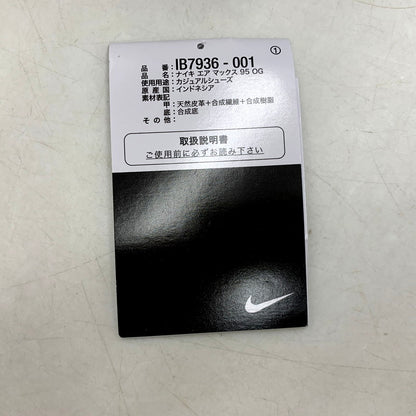 ①
品 番 : IB7936 - 001
品 名 : ナイキ エア マックス 95 OG
使用用途 : カジュアルシューズ
原 産 国 : インドネシア
素材表記
甲 : 天然皮革+合成繊維+合成樹脂
底 : 合成底
そ の 他 :
取扱説明書
ご使用前に必ずお読み下さい